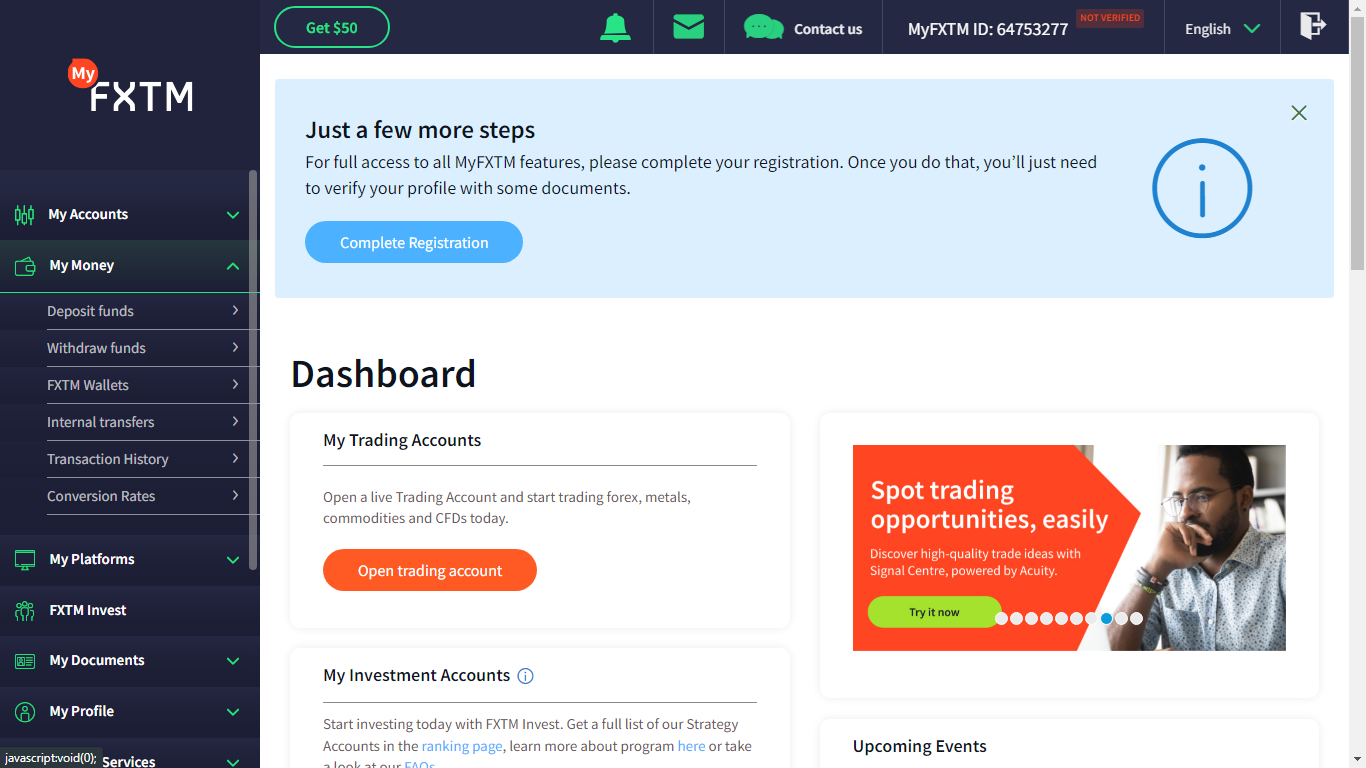 Get $50
Contact us
MyFXTM ID: 64753277
NOT VERIFIED
English
My
FXTM
My Accounts
My Money
Deposit funds
Withdraw funds
FXTM Wallets
Internal transfers
Transaction History
Conversion Rates
My Platforms
FXTM Invest
My Documents
My Profile
Services
javascript:void(0);
Just a few more steps
For full access to all MyFXTM features, please complete your registration. Once you do that, you’ll just need
to verify your profile with some documents.
Complete Registration
Dashboard
My Trading Accounts
Open a live Trading Account and start trading forex, metals,
commodities and CFDs today.
Open trading account
My Investment Accounts
Start investing today with FXTM Invest. Get a full list of our Strategy
Accounts in the ranking page, learn more about program here or take
a look at our FAQs
Spot trading
opportunities, easily
Discover high-quality trade ideas with
Signal Centre, powered by Acuity.
Try it now
Upcoming Events